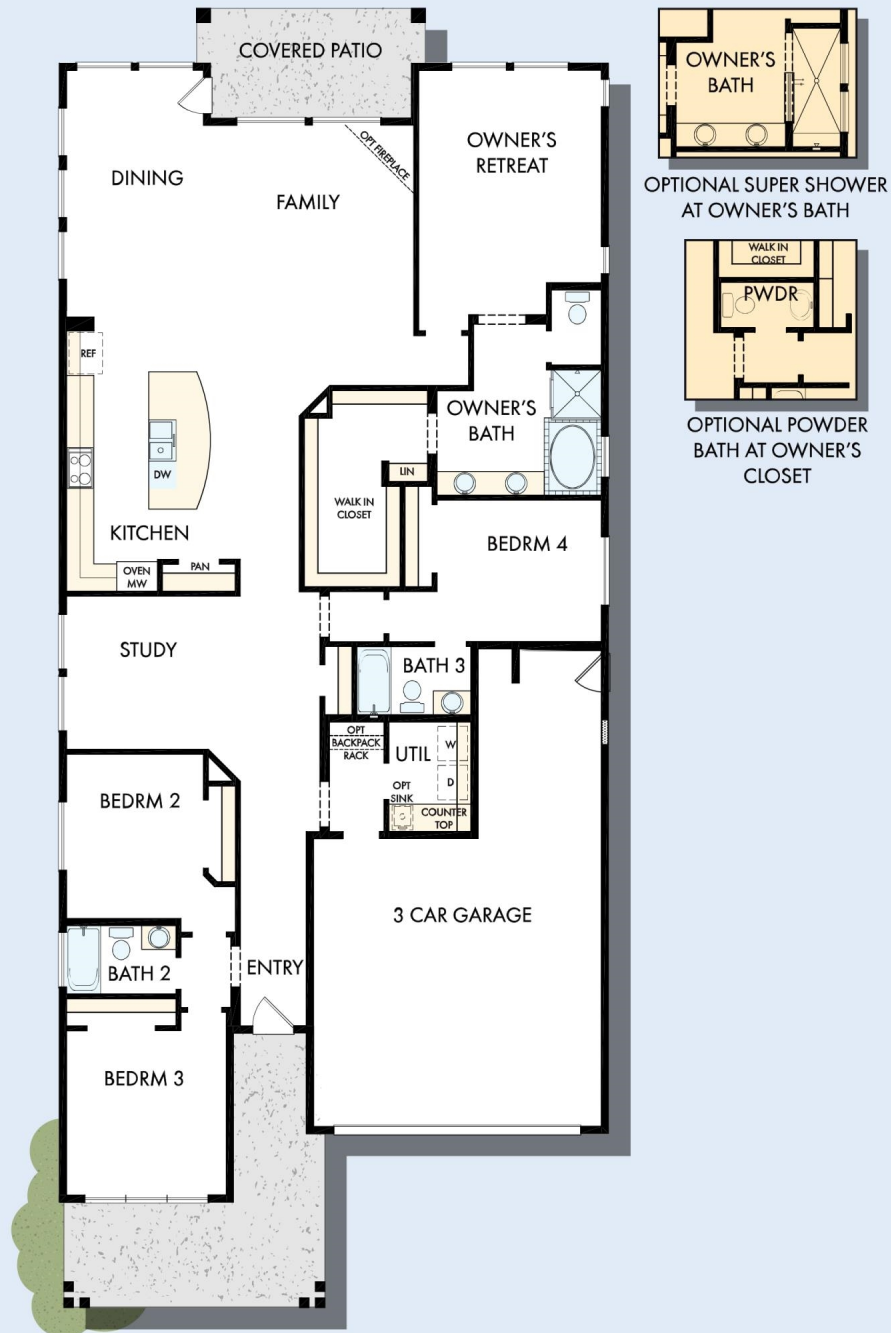 COVERED PATIO
OPT FIREPLACE
OWNER'S
RETREAT
DINING
FAMILY
REF
DW
KITCHEN
OVEN
MW
PAN
OWNER'S
BATH
LIN
WALK IN
CLOSET
BEDRM 4
STUDY
BATH 3
OPT
BACKPACK
RACK
UTIL
W
D
OPT
SINK
COUNTER
TOP
BEDRM 2
3 CAR GARAGE
BATH 2
ENTRY
BEDRM 3
OWNER'S
BATH
OPTIONAL SUPER SHOWER
AT OWNER'S BATH
WALK IN
CLOSET
PWDR
OPTIONAL POWDER
BATH AT OWNER'S
CLOSET